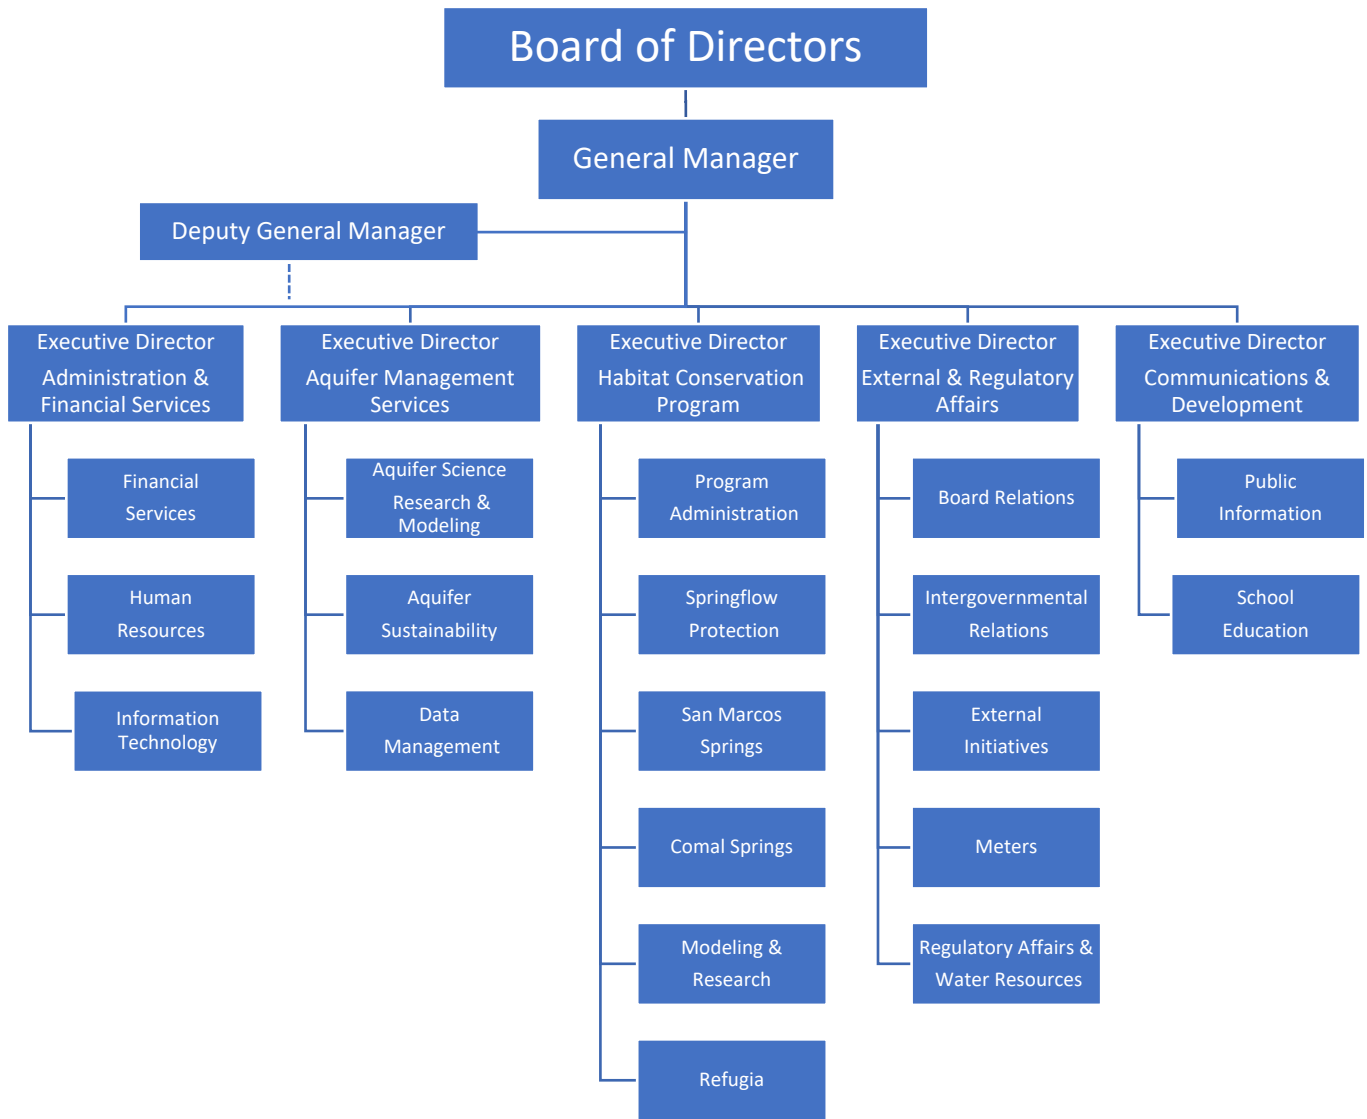 Board of Directors
General Manager
Deputy General Manager
Executive Director
Administration &
Financial Services
Executive Director
Aquifer Management
Services
Executive Director
Habitat Conservation
Program
Executive Director
External & Regulatory
Affairs
Executive Director
Communications &
Development
Financial
Services
Human
Resources
Information
Technology
Aquifer Science
Research &
Modeling
Aquifer
Sustainability
Data
Management
Program
Administration
Springflow
Protection
San Marcos
Springs
Comal Springs
Modeling &
Research
Refugia
Board Relations
Intergovernmental
Relations
External
Initiatives
Meters
Regulatory Affairs &
Water Resources
Public
Information
School
Education